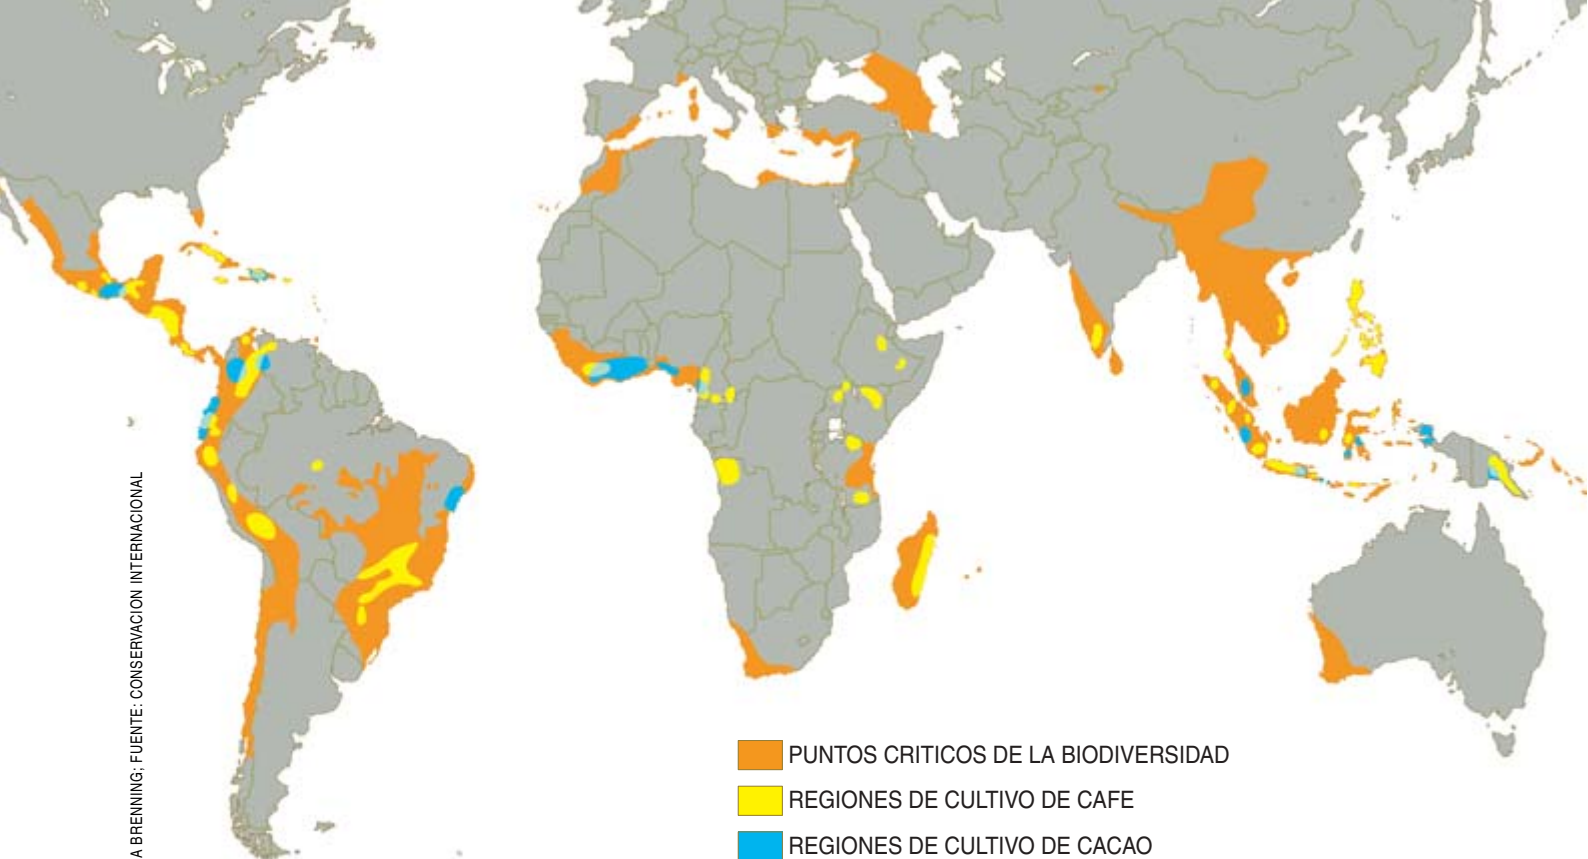 PUNTOS CRITICOS DE LA BIODIVERSIDAD
REGIONES DE CULTIVO DE CAFE
REGIONES DE CULTIVO DE CACAO
A BRENNING; FUENTE: CONSERVACION INTERNACIONAL